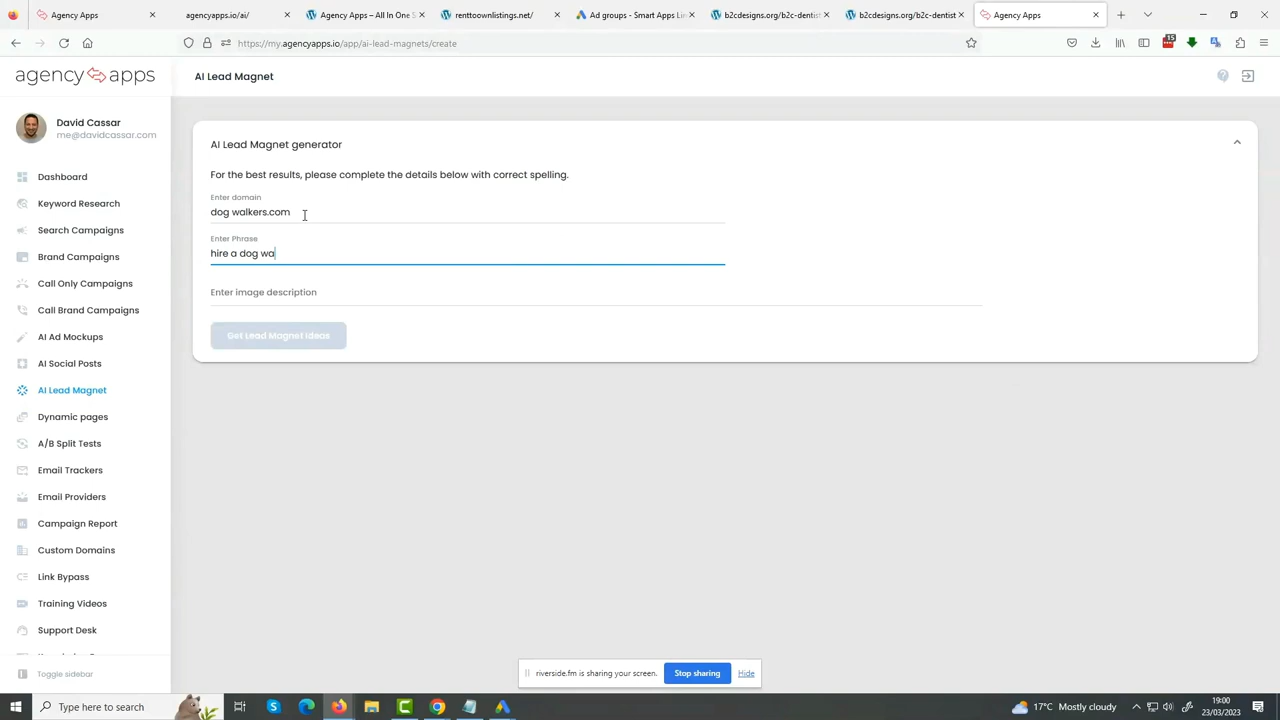 Agency Apps
agencyapps.io/ai/
Agency Apps – All In One S
renttoownlistings.net/
Ad groups - Smart Apps Lin
b2cdesigns.org/b2c-dentist
b2cdesigns.org/b2c-dentist
Agency Apps
https://my.agencyapps.io/app/ai-lead-magnets/create
15
agency apps
AI Lead Magnet
David Cassar
me@davidcassar.com
Dashboard
Keyword Research
Search Campaigns
Brand Campaigns
Call Only Campaigns
Call Brand Campaigns
AI Ad Mockups
AI Social Posts
AI Lead Magnet
Dynamic pages
A/B Split Tests
Email Trackers
Email Providers
Campaign Report
Custom Domains
Link Bypass
Training Videos
Support Desk
Toggle sidebar
AI Lead Magnet generator
For the best results, please complete the details below with correct spelling.
Enter domain
dog walkers.com
Enter Phrase
hire a dog wa
Enter image description
Get Lead Magnet Ideas
riverside.fm is sharing your screen.
Stop sharing
Hide
Type here to search
17°C Mostly cloudy
19:00
23/03/2023